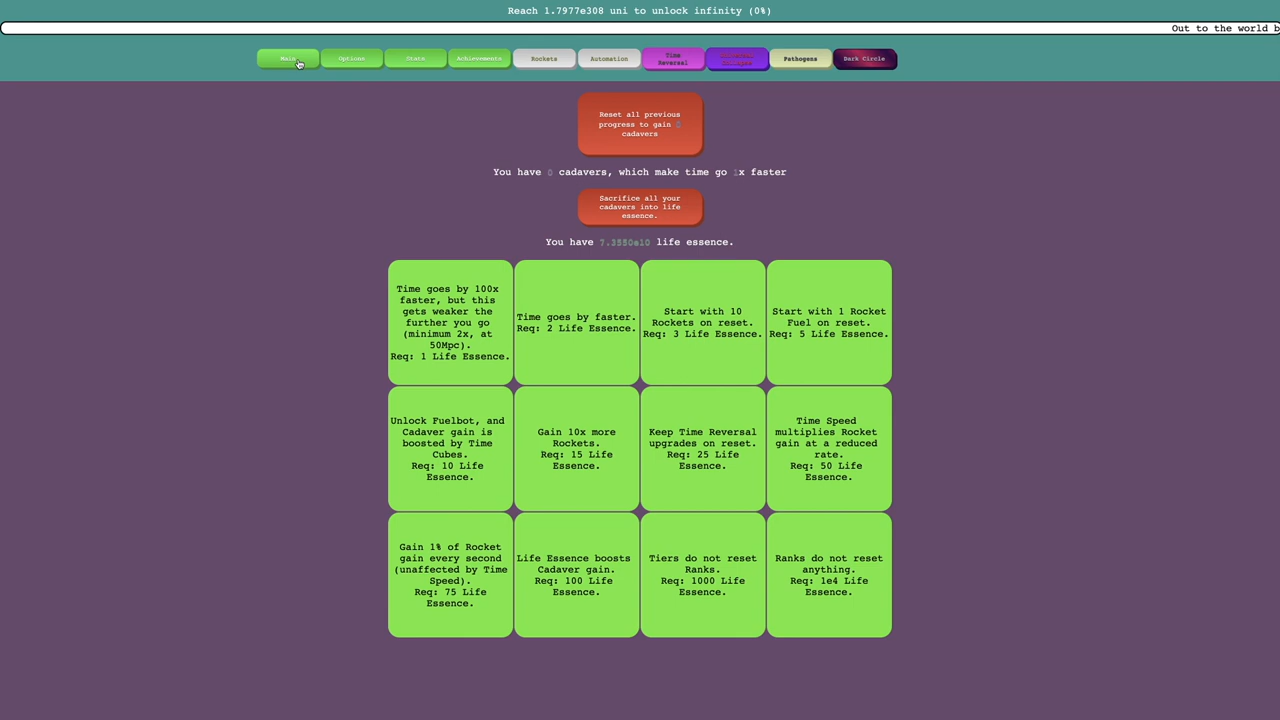 Reach 1.7977e308 uni to unlock infinity (0%)
Out to the world b
Main
Options
Stats
Achievements
Rockets
Automation
Time
Reversal
Universal
Collapse
Pathogens
Dark Circle
Reset all previous
progress to gain 0
cadavers
You have 0 cadavers, which make time go 1x faster
Sacrifice all your
cadavers into life
essence.
You have 7.3550e10 life essence.
Time goes by 100x
faster, but this
gets weaker the
further you go
(minimum 2x, at
50Mpc).
Req: 1 Life Essence.
Time goes by faster.
Req: 2 Life Essence.
Start with 10
Rockets on reset.
Req: 3 Life Essence.
Start with 1 Rocket
Fuel on reset.
Req: 5 Life Essence.
Unlock Fuelbot, and
Cadaver gain is
boosted by Time
Cubes.
Req: 10 Life
Essence.
Gain 10x more
Rockets.
Req: 15 Life
Essence.
Keep Time Reversal
upgrades on reset.
Req: 25 Life
Essence.
Time Speed
multiplies Rocket
gain at a reduced
rate.
Req: 50 Life
Essence.
Gain 1% of Rocket
gain every second
(unaffected by Time
Speed).
Req: 75 Life
Essence.
Life Essence boosts
Cadaver gain.
Req: 100 Life
Essence.
Tiers do not reset
Ranks.
Req: 1000 Life
Essence.
Ranks do not reset
anything.
Req: 1e4 Life
Essence.